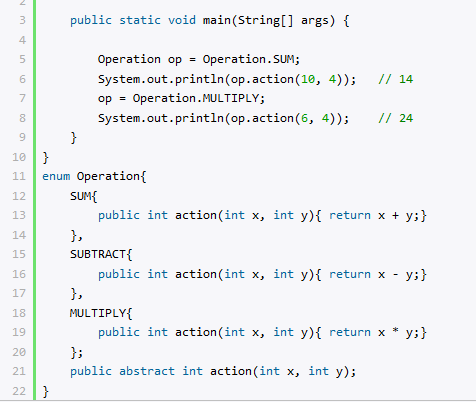 2
3 public static void main(String[] args) {
4
5 Operation op = Operation.SUM;
6 System.out.println(op.action(10, 4)); // 14
7 op = Operation.MULTIPLY;
8 System.out.println(op.action(6, 4)); // 24
9 }
10 }
11 enum Operation{
12 SUM{
13 public int action(int x, int y){ return x + y;}
14 },
15 SUBTRACT{
16 public int action(int x, int y){ return x - y;}
17 },
18 MULTIPLY{
19 public int action(int x, int y){ return x * y;}
20 };
21 public abstract int action(int x, int y);
22 }